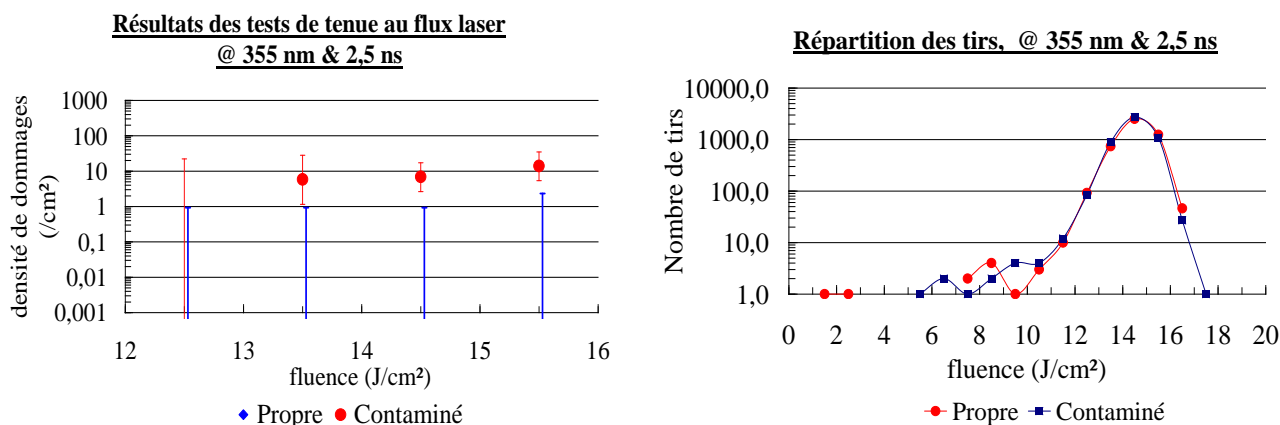 Résultats des tests de tenue au flux laser
@ 355 nm & 2,5 ns
densité de dommages
(/cm²)
1000
100
10
1
0,1
0,01
0,001
12 13 14 15 16
fluence (J/cm²)
Propre Contaminé
Répartition des tirs, @ 355 nm & 2,5 ns
Nombre de tirs
10000,0
1000,0
100,0
10,0
1,0
0 2 4 6 8 10 12 14 16 18 20
fluence (J/cm²)
Propre Contaminé